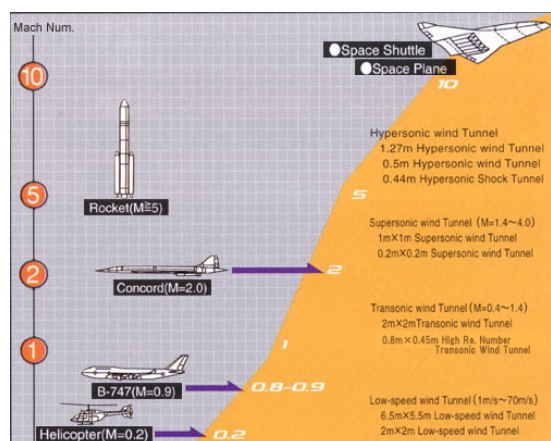 Mach Num.
●Space Shuttle
●Space Plane
10
10
Hypersonic wind Tunnel
1.27m Hypersonic wind Tunnel
0.5m Hypersonic wind Tunnel
0.44m Hypersonic Shock Tunnel
5
5
Rocket(M≧5)
Supersonic wind Tunnel (M=1.4~4.0)
1m×1m Supersonic wind Tunnel
0.2m×0.2m Supersonic wind Tunnel
2
2
Concord(M=2.0)
Transonic wind Tunnel (M=0.4~1.4)
2m×2mTransonic wind Tunnel
0.8m × 0.45m High Re. Number
Transonic Wind Tunnel
1
1
B-747(M=0.9)
0.8-0.9
Low-speed wind Tunnel (1m/s~70m/s)
6.5m×5.5m Low-speed wind Tunnel
2m×2m Low-speed wind Tunnel
Helicopter(M=0.2)
0.2